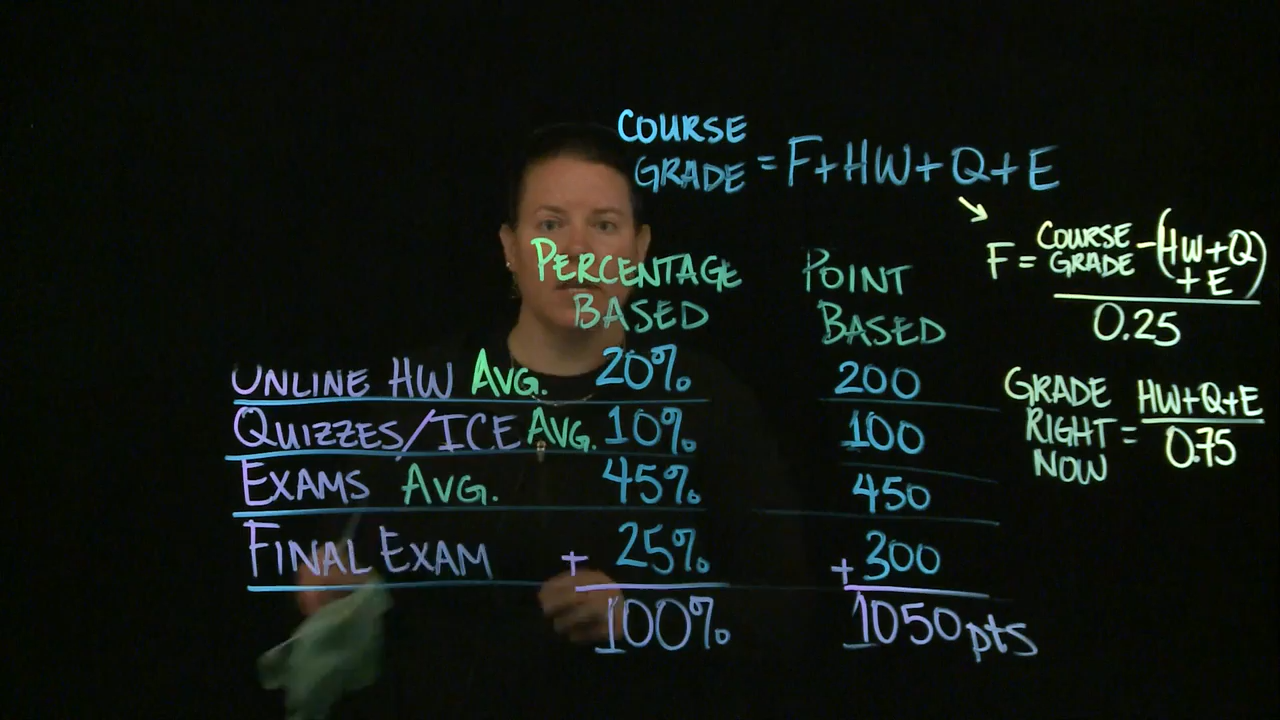 COURSE
GRADE = F+HW+Q+E
F = COURSE GRADE - (HW+Q+E)
0.25
PERCENTAGE BASED
POINT BASED
ONLINE HW AVG. 20% 200
QUIZZES/ICE AVG. 10% 100
EXAMS AVG. 45% 450
FINAL EXAM + 25% + 300
100% 1050 pts
GRADE RIGHT NOW = HW+Q+E
0.75